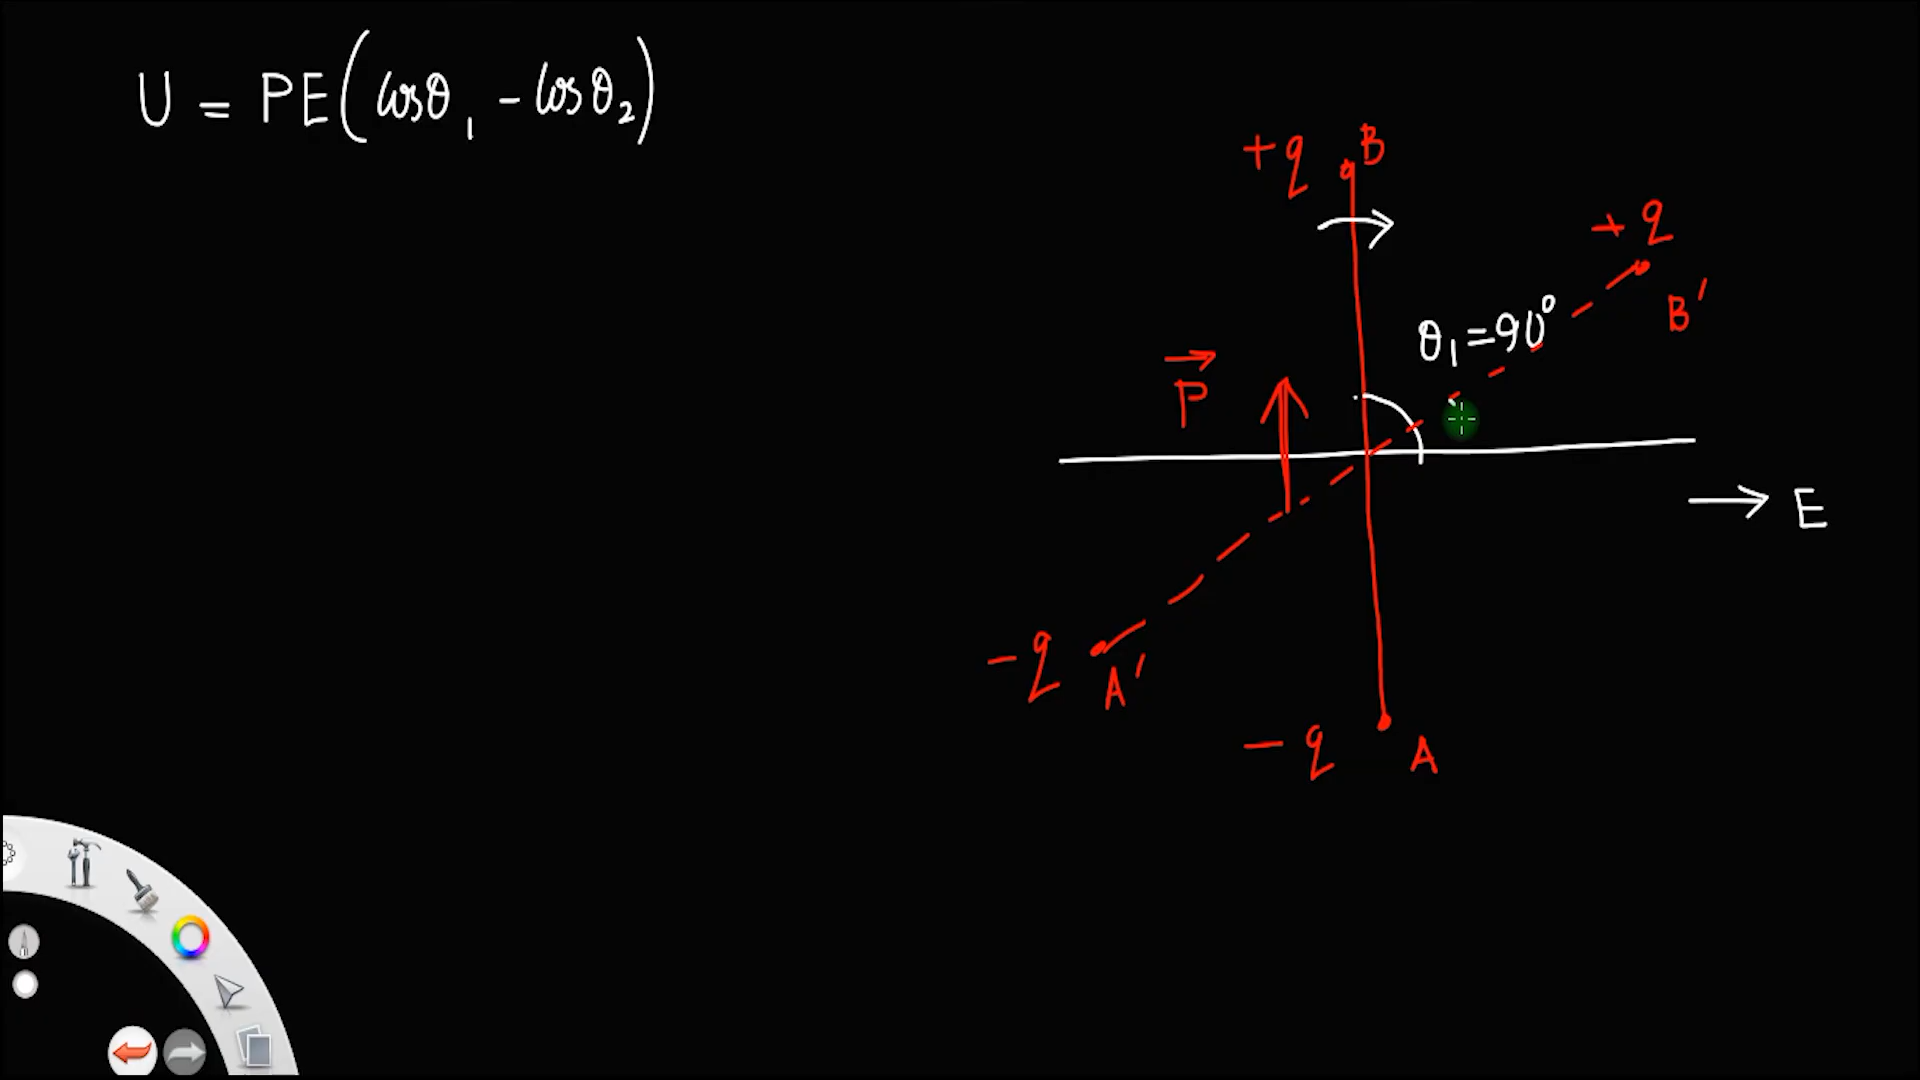 U = PE(cosθ₁ - cosθ₂)
+q B
+q
B'
θ₁ = 90°
P⃗
→ E
-q A'
-q A